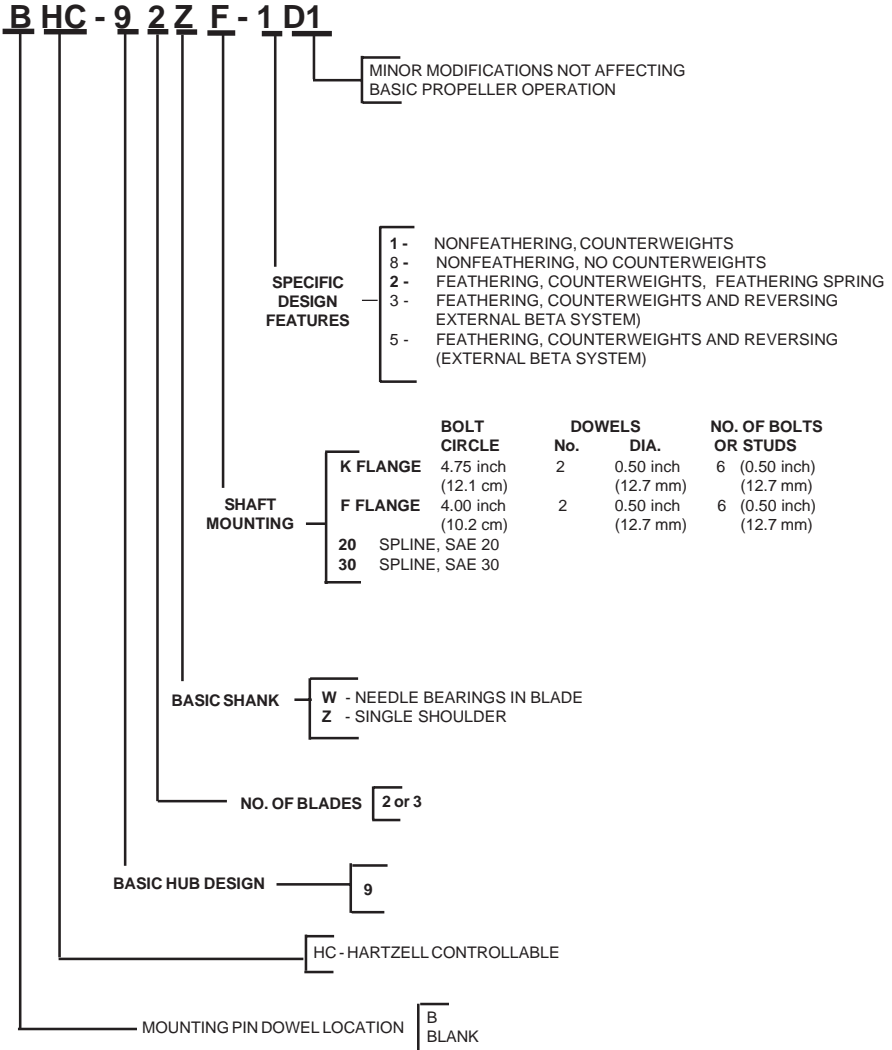 B HC - 9 2 Z F - 1 D1
MINOR MODIFICATIONS NOT AFFECTING
BASIC PROPELLER OPERATION
SPECIFIC
DESIGN
FEATURES
1 - NONFEATHERING, COUNTERWEIGHTS
8 - NONFEATHERING, NO COUNTERWEIGHTS
2 - FEATHERING, COUNTERWEIGHTS, FEATHERING SPRING
3 - FEATHERING, COUNTERWEIGHTS AND REVERSING
EXTERNAL BETA SYSTEM)
5 - FEATHERING, COUNTERWEIGHTS AND REVERSING
(EXTERNAL BETA SYSTEM)
BOLT DOWELS NO. OF BOLTS
CIRCLE No. DIA. OR STUDS
SHAFT
MOUNTING
K FLANGE 4.75 inch 2 0.50 inch 6 (0.50 inch)
(12.1 cm) (12.7 mm) (12.7 mm)
F FLANGE 4.00 inch 2 0.50 inch 6 (0.50 inch)
(10.2 cm) (12.7 mm) (12.7 mm)
20 SPLINE, SAE 20
30 SPLINE, SAE 30
BASIC SHANK
W - NEEDLE BEARINGS IN BLADE
Z - SINGLE SHOULDER
NO. OF BLADES 2 or 3
BASIC HUB DESIGN 9
HC - HARTZELL CONTROLLABLE
MOUNTING PIN DOWEL LOCATION
B
BLANK